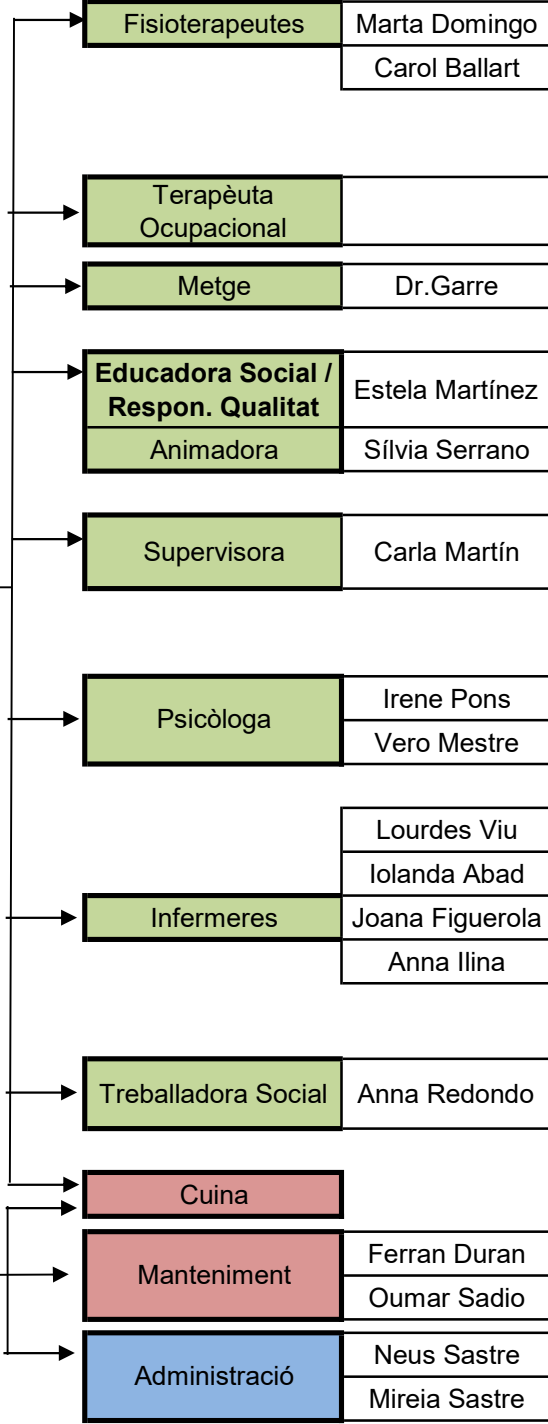 Fisioterapeutes
Marta Domingo
Carol Ballart
Terapèuta
Ocupacional
Metge
Dr.Garre
Educadora Social /
Respon. Qualitat
Estela Martínez
Animadora
Sílvia Serrano
Supervisora
Carla Martín
Psicòloga
Irene Pons
Vero Mestre
Infermeres
Lourdes Viu
Iolanda Abad
Joana Figuerola
Anna Ilina
Treballadora Social
Anna Redondo
Cuina
Manteniment
Ferran Duran
Oumar Sadio
Administració
Neus Sastre
Mireia Sastre